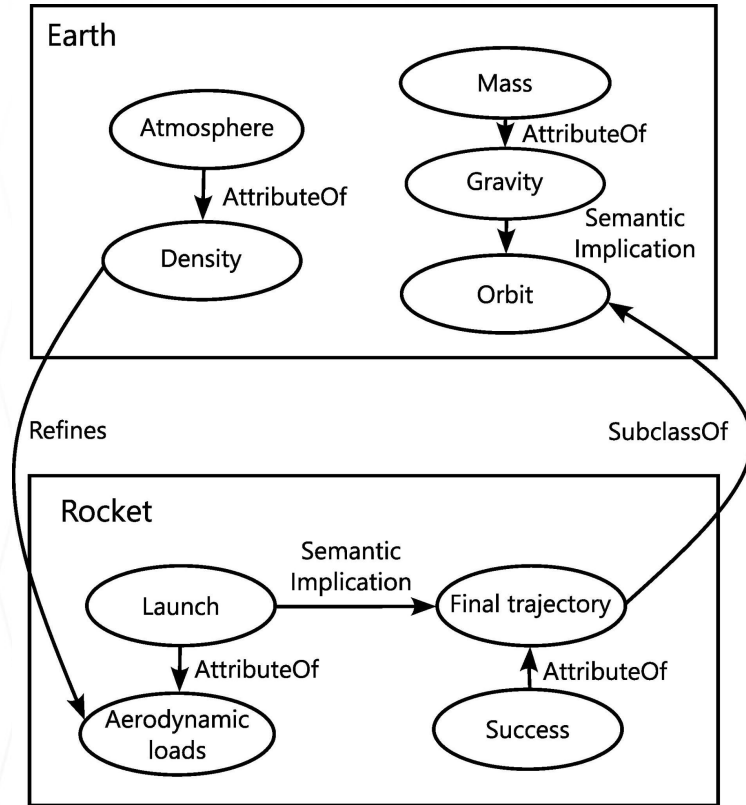 Earth
Mass
Atmosphere
AttributeOf
Gravity
AttributeOf
Semantic
Implication
Density
Orbit
Refines
SubclassOf
Rocket
Semantic
Implication
Launch
Final trajectory
AttributeOf
AttributeOf
Aerodynamic
loads
Success